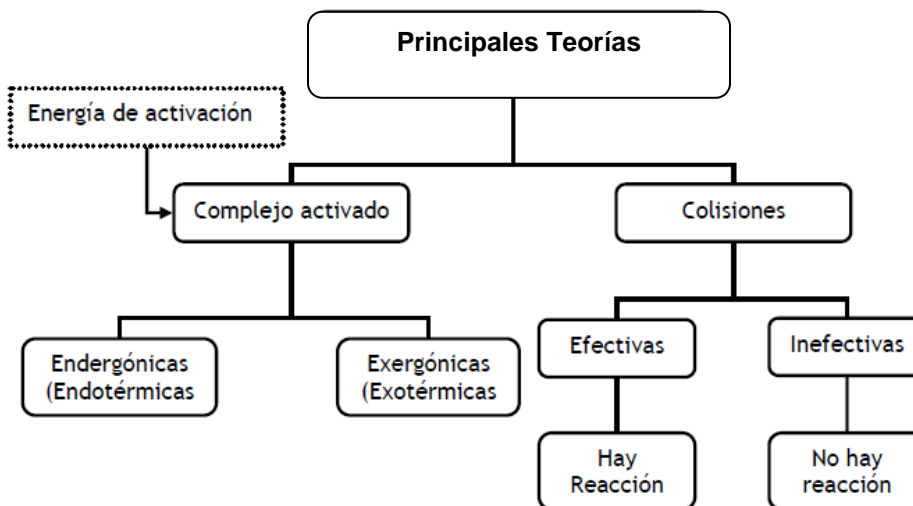 Principales Teorías
Energía de activación
Complejo activado
Colisiones
Endergónicas
(Endotérmicas
Exergónicas
(Exotérmicas
Efectivas
Inefectivas
Hay
Reacción
No hay
reacción